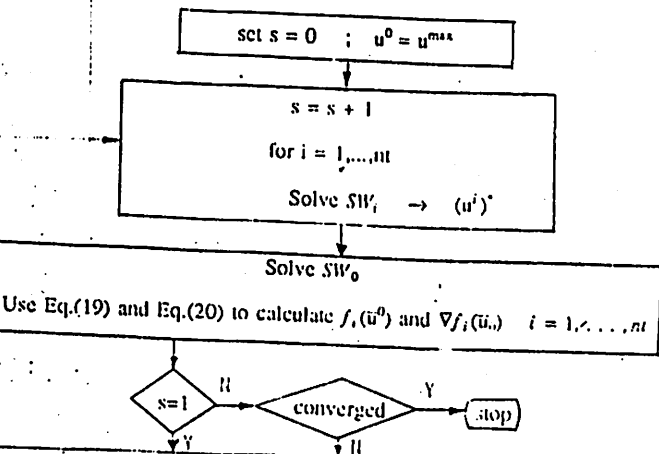 set s = 0 ; u⁰ = uᵐᵃˣ
s = s + 1
for i = 1,...,nt
Solve SWᵢ → (uⁱ)*
Solve SW₀
Use Eq.(19) and Eq.(20) to calculate fᵢ(ū⁰) and ∇fᵢ(ū₀) i = 1, . . . , nt
s=1
N
converged
Y
stop
Y
N